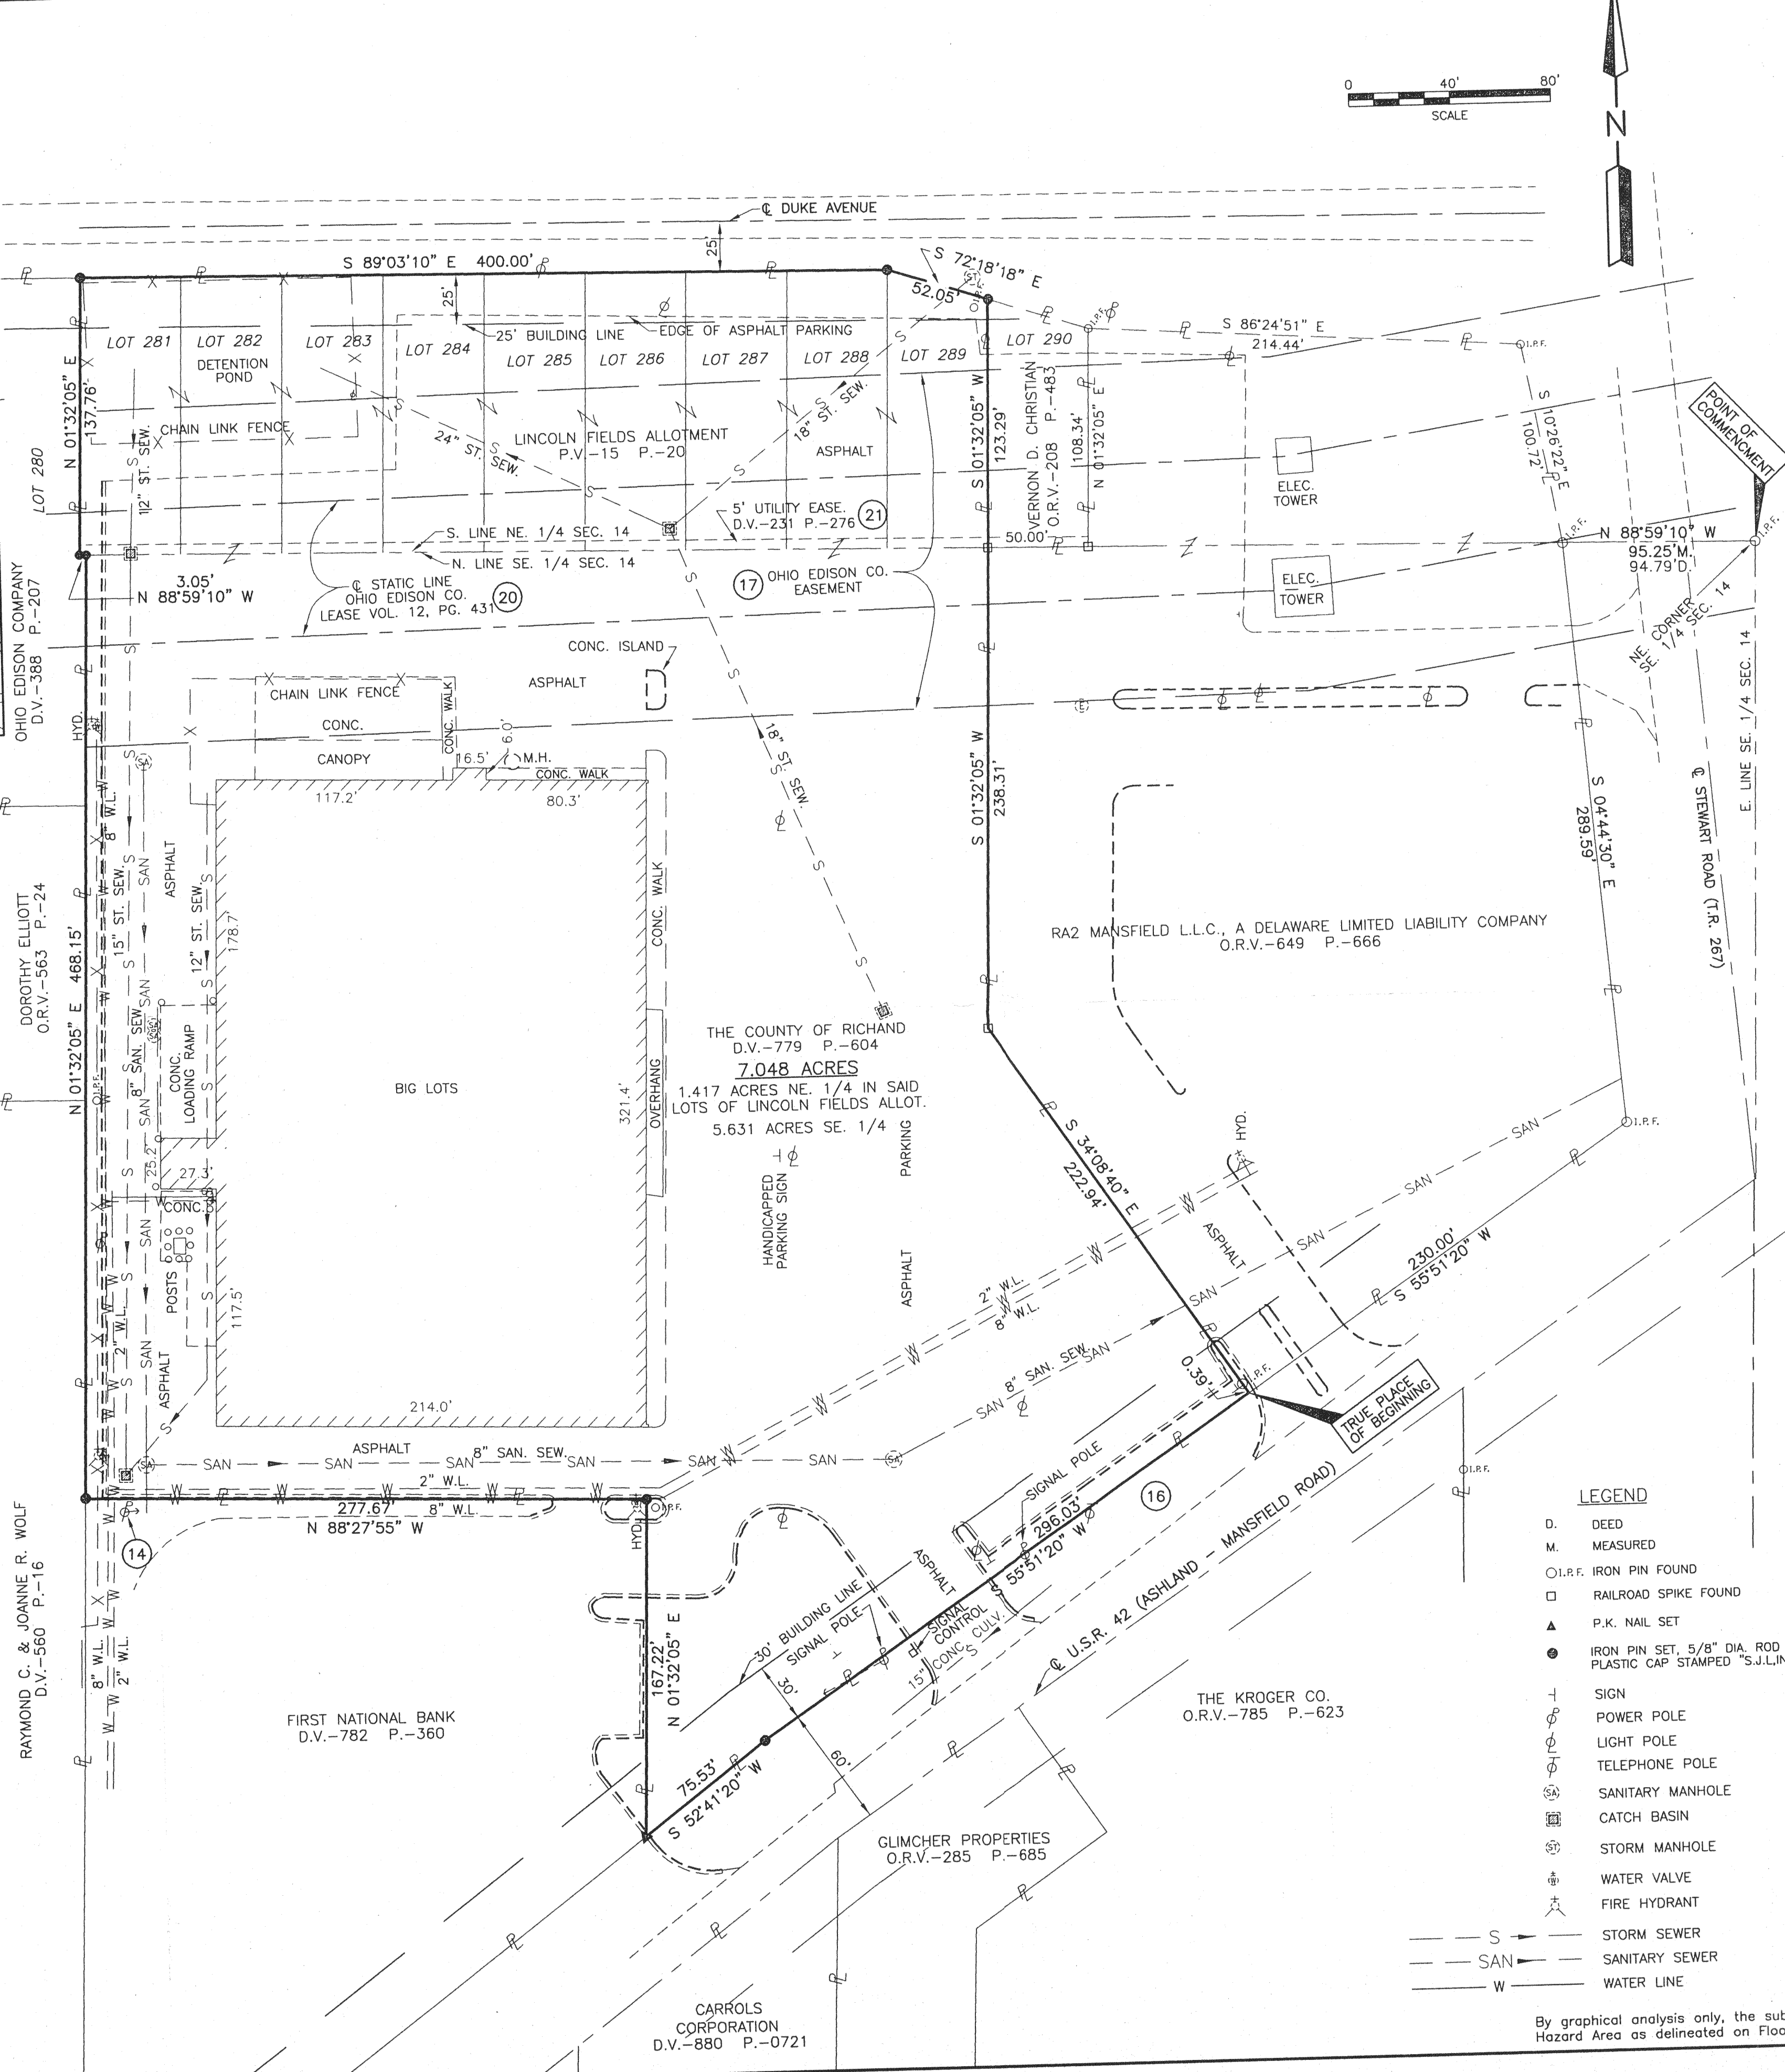 0 40' 80'
SCALE
N
℄ DUKE AVENUE
25'
S 89°03'10" E 400.00'
S 72°18'18" E
52.05'
I.P.F.
I.P.F.
S 86°24'51" E
214.44'
I.P.F.
25'
25' BUILDING LINE
EDGE OF ASPHALT PARKING
LOT 281
LOT 282
LOT 283
LOT 284
LOT 285
LOT 286
LOT 287
LOT 288
LOT 289
LOT 290
DETENTION
POND
N 01°32'05" E
137.76'
CHAIN LINK FENCE
12" ST. SEW.
24"
ST. SEW.
18" ST. SEW.
LINCOLN FIELDS ALLOTMENT
P.V.-15 P.-20
ASPHALT
S 01°32'05" W
123.29'
VERNON D. CHRISTIAN
O.R.V.-208 P.-483
108.34'
N 01°32'05" E
S 10°26'22" E
100.72'
POINT OF
COMMENCMENT
ELEC.
TOWER
LOT 280
5' UTILITY EASE.
D.V.-231 P.-276
21
S. LINE NE. 1/4 SEC. 14
N. LINE SE. 1/4 SEC. 14
50.00'
I.P.F.
N 88°59'10" W
95.25'M.
94.79'D.
I.P.F.
3.05'
N 88°59'10" W
℄ STATIC LINE
OHIO EDISON CO.
LEASE VOL. 12, PG. 431
20
17
OHIO EDISON CO.
EASEMENT
ELEC.
TOWER
NE. CORNER
SE. 1/4 SEC. 14
E. LINE SE. 1/4 SEC. 14
OHIO EDISON COMPANY
D.V.-388 P.-207
CONC. ISLAND
ASPHALT
CHAIN LINK FENCE
CONC.
CANOPY
CONC. WALK
16.5'
6.0'
M.H.
CONC. WALK
HYD.
117.2'
80.3'
18" ST. SEW.
S 01°32'05" W
238.31'
S 04°44'30" E
289.59'
℄ STEWART ROAD (T.R. 267)
DOROTHY ELLIOTT
O.R.V.-563 P.-24
N 01°32'05" E 468.15'
I.P.F.
8" W.L.
15" ST. SEW.
8" SAN. SEW.
ASPHALT
12" ST. SEW.
178.7'
CONC. WALK
RA2 MANSFIELD L.L.C., A DELAWARE LIMITED LIABILITY COMPANY
O.R.V.-649 P.-666
CONC.
LOADING RAMP
BIG LOTS
321.4'
OVERHANG
THE COUNTY OF RICHAND
D.V.-779 P.-604
7.048 ACRES
1.417 ACRES NE. 1/4 IN SAID
LOTS OF LINCOLN FIELDS ALLOT.
5.631 ACRES SE. 1/4
HANDICAPPED
PARKING SIGN
ASPHALT PARKING
25.2'
27.3'
CONC.
POSTS
2" W.L.
117.5'
ASPHALT
214.0'
S 34°08'40" E
222.94'
HYD.
ASPHALT
I.P.F.
230.00'
S 55°51'20" W
2" W.L.
8" W.L.
8" SAN. SEW.
0.39'
I.P.F.
TRUE PLACE
OF BEGINNING
ASPHALT
8" SAN. SEW.
2" W.L.
277.67'
8" W.L.
N 88°27'55" W
14
HYD.
I.P.F.
SIGNAL POLE
296.03'
S 55°51'20" W
16
℄ U.S.R. 42 (ASHLAND - MANSFIELD ROAD)
I.P.F.
RAYMOND C. & JOANNE R. WOLF
D.V.-560 P.-16
8" W.L.
2" W.L.
ASPHALT
30' BUILDING LINE
SIGNAL POLE
SIGNAL
CONTROL
15" CONC. CULV.
167.22'
N 01°32'05" E
30'
60'
FIRST NATIONAL BANK
D.V.-782 P.-360
75.53'
S 52°41'20" W
THE KROGER CO.
O.R.V.-785 P.-623
GLIMCHER PROPERTIES
O.R.V.-285 P.-685
CARROLS
CORPORATION
D.V.-880 P.-0721
LEGEND
D. DEED
M. MEASURED
I.P.F. IRON PIN FOUND
RAILROAD SPIKE FOUND
P.K. NAIL SET
IRON PIN SET, 5/8" DIA. ROD
PLASTIC CAP STAMPED "S.J.L,IN
SIGN
POWER POLE
LIGHT POLE
TELEPHONE POLE
SA SANITARY MANHOLE
CATCH BASIN
ST STORM MANHOLE
W WATER VALVE
FIRE HYDRANT
S STORM SEWER
SAN SANITARY SEWER
W WATER LINE
By graphical analysis only, the sub
Hazard Area as delineated on Floo